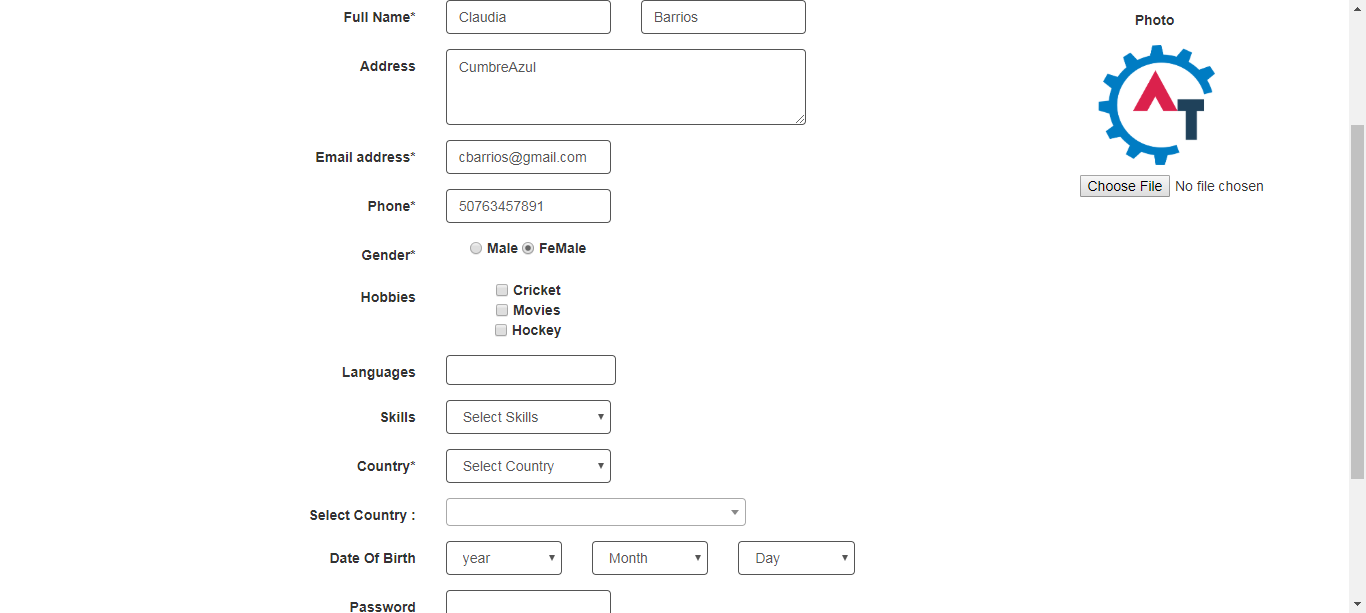 Full Name* Claudia Barrios
Photo
Address CumbreAzul
AT
Email address* cbarrios@gmail.com
Choose File No file chosen
Phone* 50763457891
Gender* Male FeMale
Hobbies Cricket
Movies
Hockey
Languages
Skills Select Skills
Country* Select Country
Select Country :
Date Of Birth year Month Day
Password